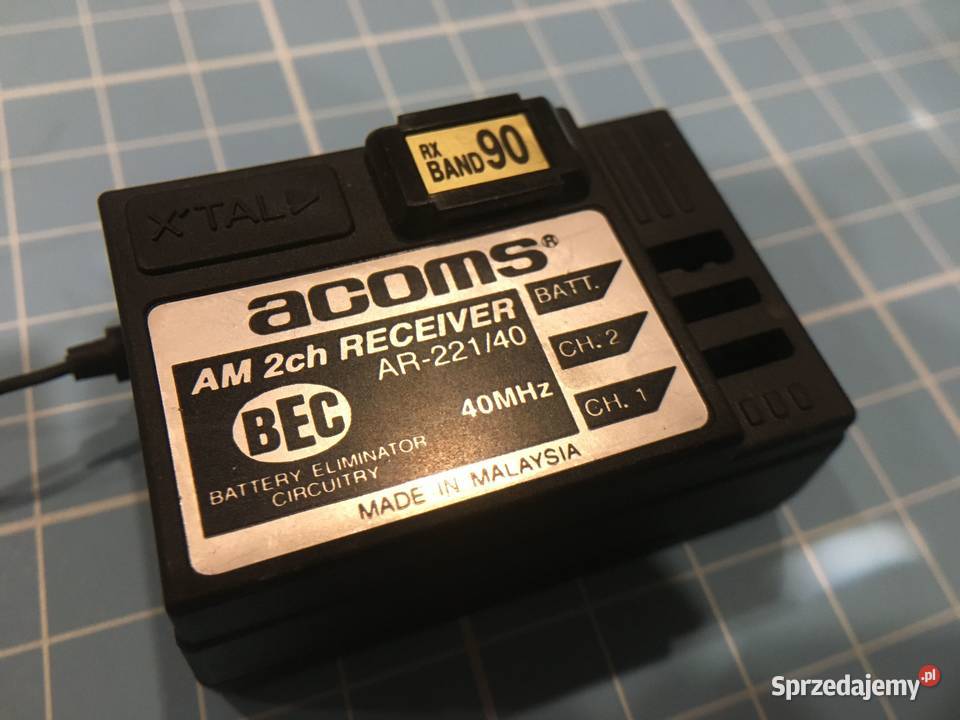 RX
BAND 90
X'TAL
acoms®
BATT.
AM 2ch RECEIVER
AR-221/40
CH. 2
BEC
40MHz
CH. 1
BATTERY ELIMINATOR
CIRCUITRY
MADE IN MALAYSIA
Sprzedajemy.pl